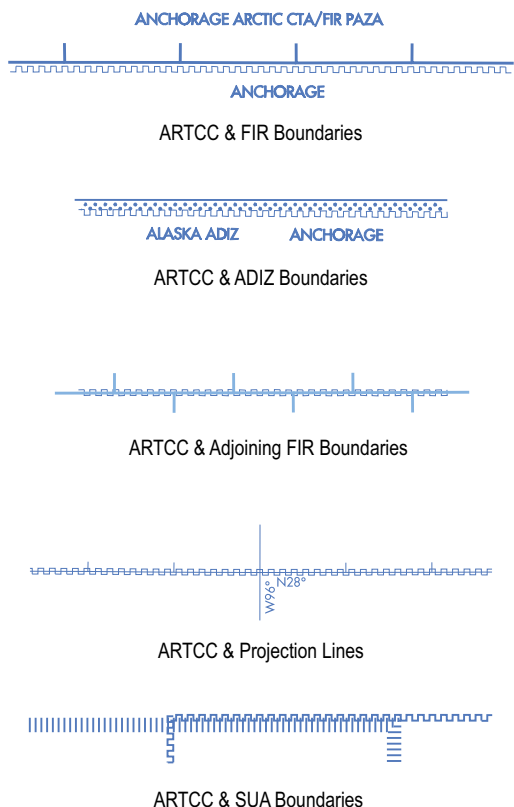 ANCHORAGE ARCTIC CTA/FIR PAZA
ANCHORAGE
ARTCC & FIR Boundaries
ALASKA ADIZ ANCHORAGE
ARTCC & ADIZ Boundaries
ARTCC & Adjoining FIR Boundaries
W96° N28°
ARTCC & Projection Lines
ARTCC & SUA Boundaries